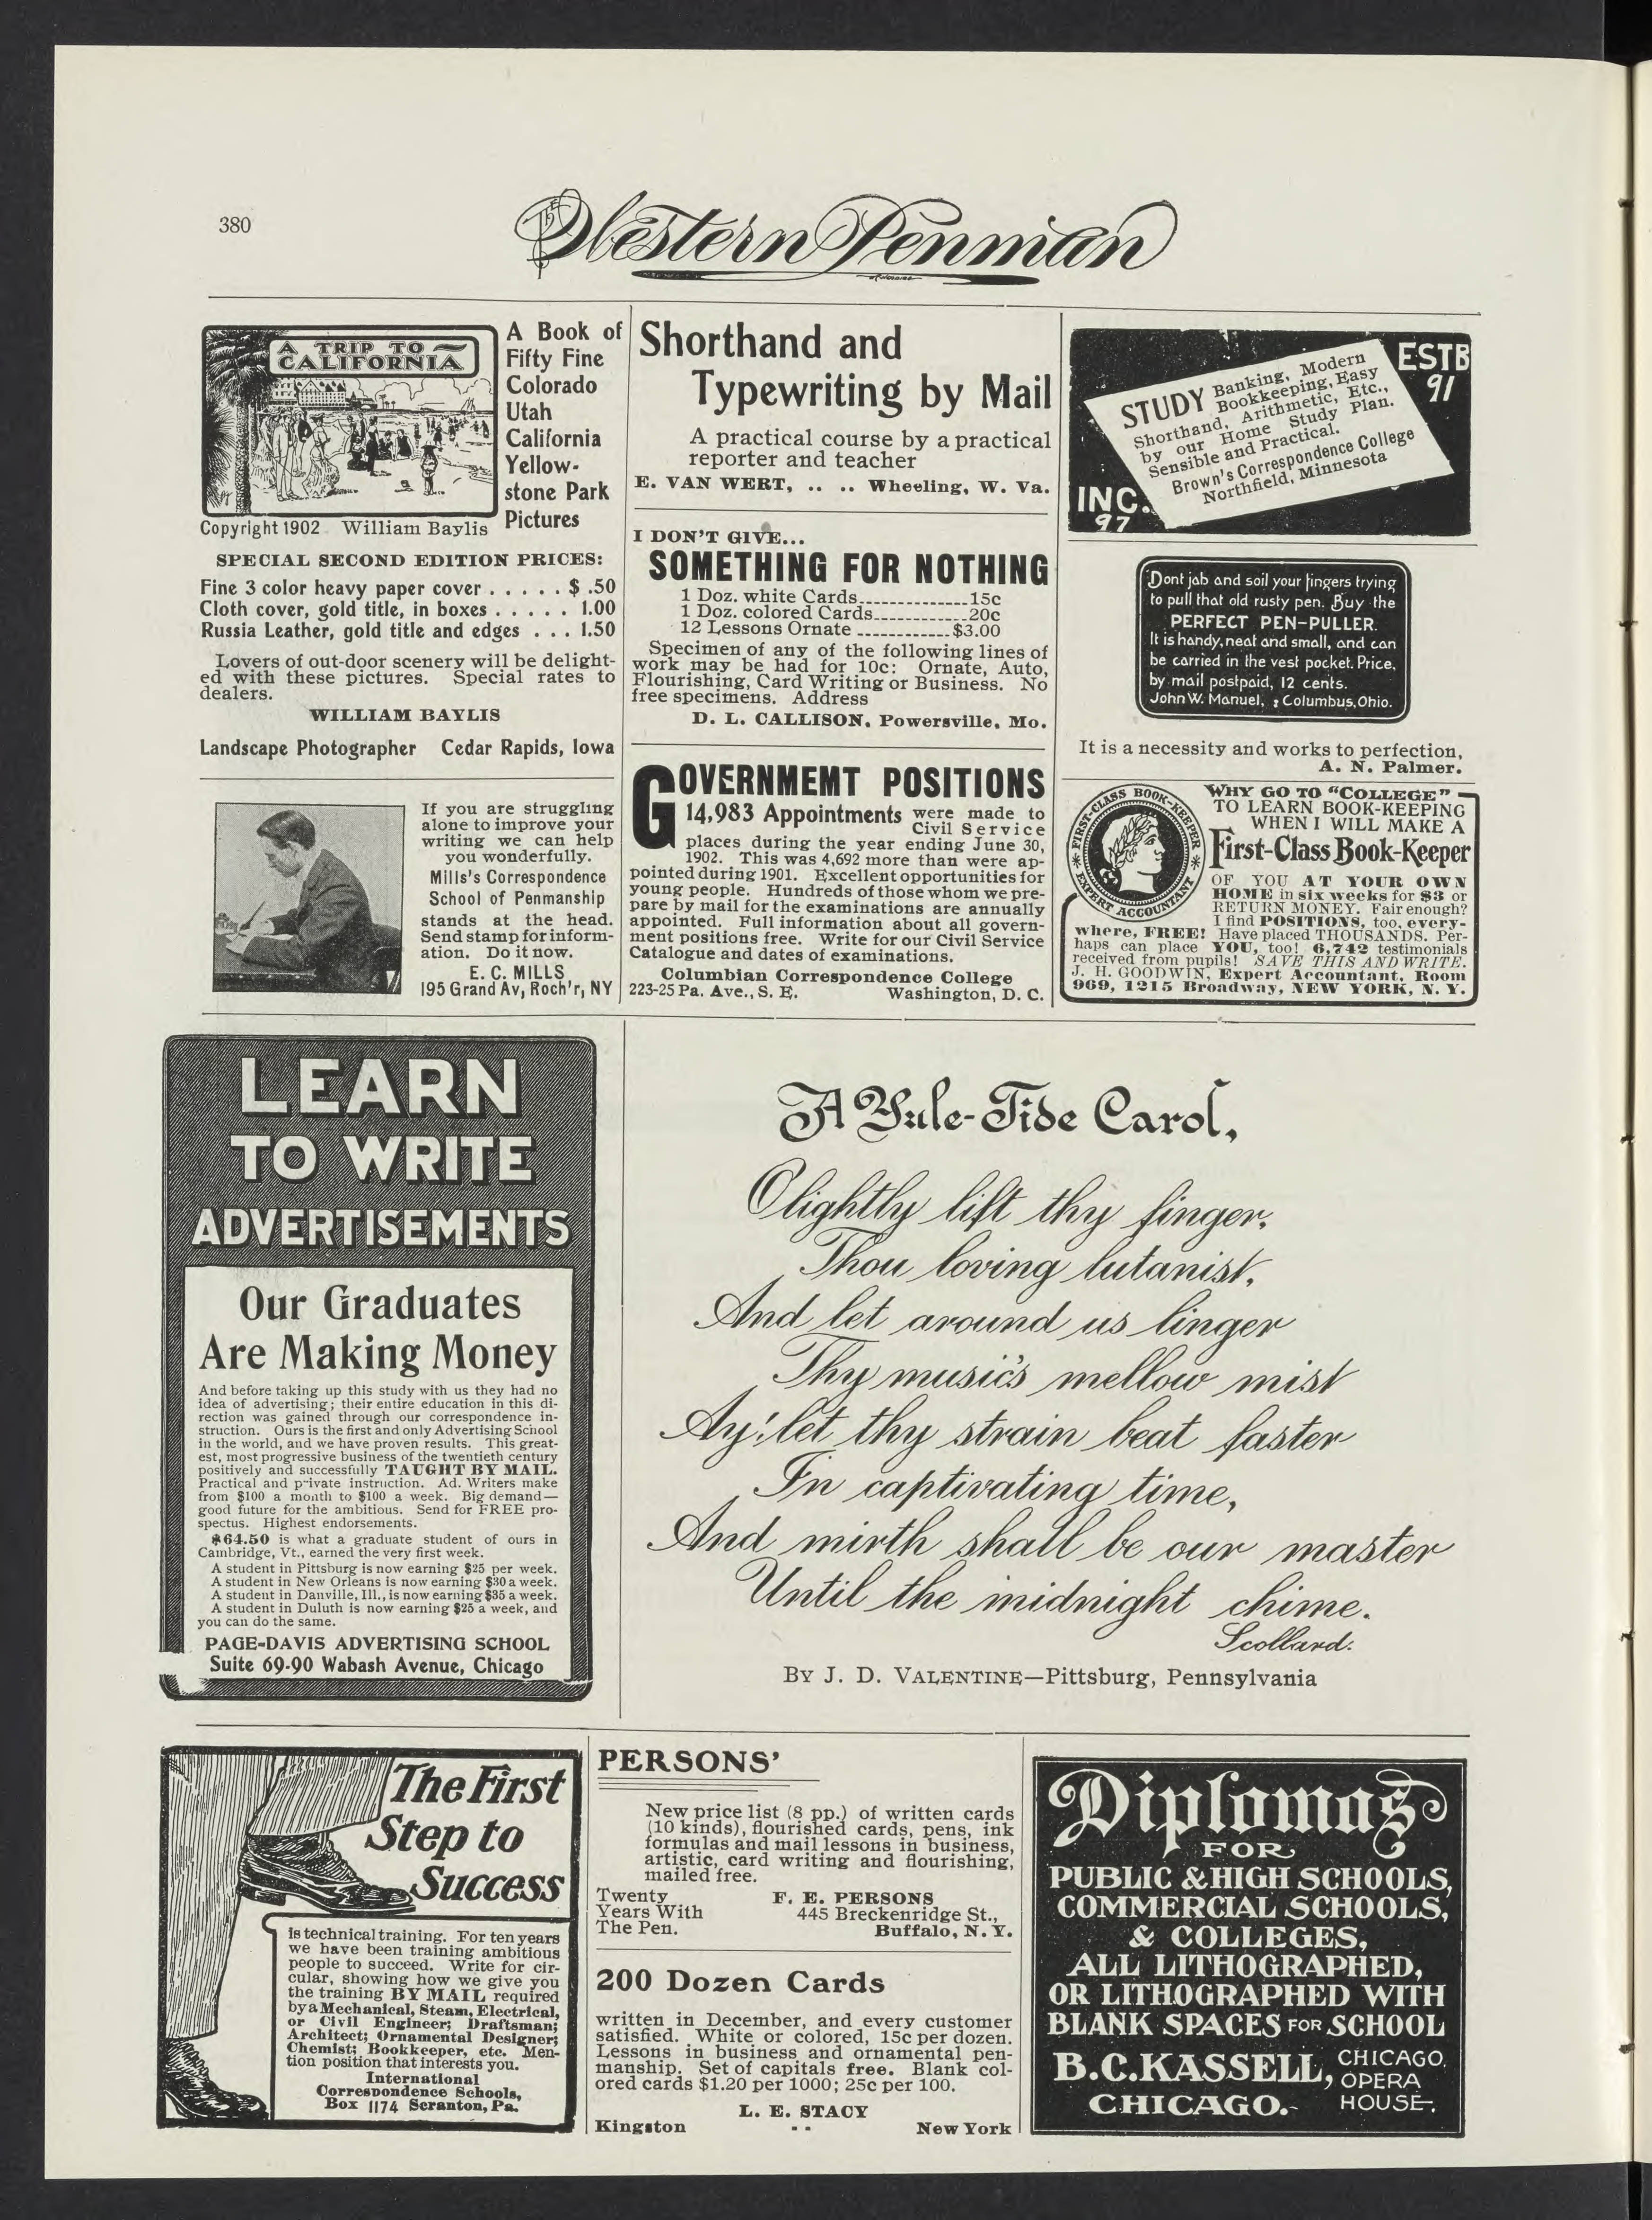 380
The Western Penman
A TRIP TO
CALIFORNIA
A Book of
Fifty Fine
Colorado
Utah
California
Yellow-
stone Park
Pictures
Copyright 1902 William Baylis
SPECIAL SECOND EDITION PRICES:
Fine 3 color heavy paper cover . . . . . $ .50
Cloth cover, gold title, in boxes . . . . . 1.00
Russia Leather, gold title and edges . . . 1.50
Lovers of out-door scenery will be delight-
ed with these pictures. Special rates to
dealers.
WILLIAM BAYLIS
Landscape Photographer Cedar Rapids, Iowa
If you are struggling
alone to improve your
writing we can help
you wonderfully.
Mills's Correspondence
School of Penmanship
stands at the head.
Send stamp for inform-
ation. Do it now.
E. C. MILLS
195 Grand Av, Roch'r, NY
Shorthand and
Typewriting by Mail
A practical course by a practical
reporter and teacher
E. VAN WERT, .. .. Wheeling, W. Va.
I DON'T GIVE...
SOMETHING FOR NOTHING
1 Doz. white Cards..............15c
1 Doz. colored Cards............20c
12 Lessons Ornate ............$3.00
Specimen of any of the following lines of
work may be had for 10c: Ornate, Auto,
Flourishing, Card Writing or Business. No
free specimens. Address
D. L. CALLISON, Powersville, Mo.
GOVERNMEMT POSITIONS
14,983 Appointments were made to
Civil Service
places during the year ending June 30,
1902. This was 4,692 more than were ap-
pointed during 1901. Excellent opportunities for
young people. Hundreds of those whom we pre-
pare by mail for the examinations are annually
appointed. Full information about all govern-
ment positions free. Write for our Civil Service
Catalogue and dates of examinations.
Columbian Correspondence College
223-25 Pa. Ave., S. E. Washington, D. C.
ESTB
91
STUDY Banking, Modern
Bookkeeping, Easy
Shorthand, Arithmetic, Etc.,
by our Home Study Plan.
Sensible and Practical.
Brown's Correspondence College
Northfield, Minnesota
INC.
97
Dont jab and soil your fingers trying
to pull that old rusty pen. Buy the
PERFECT PEN-PULLER.
It is handy, neat and small, and can
be carried in the vest pocket. Price,
by mail postpaid, 12 cents.
John W. Manuel, : Columbus, Ohio.
It is a necessity and works to perfection,
A. N. Palmer.
FIRST-CLASS BOOK-KEEPER
EXPERT ACCOUNTANT
WHY GO TO "COLLEGE"
TO LEARN BOOK-KEEPING
WHEN I WILL MAKE A
First-Class Book-Keeper
OF YOU AT YOUR OWN
HOME in six weeks for $3 or
RETURN MONEY. Fair enough?
I find POSITIONS, too, every-
where, FREE! Have placed THOUSANDS. Per-
haps can place YOU, too! 6,742 testimonials
received from pupils! SAVE THIS AND WRITE.
J. H. GOODWIN, Expert Accountant, Room
969, 1215 Broadway, NEW YORK, N. Y.
LEARN
TO WRITE
ADVERTISEMENTS
Our Graduates
Are Making Money
And before taking up this study with us they had no
idea of advertising; their entire education in this di-
rection was gained through our correspondence in-
struction. Ours is the first and only Advertising School
in the world, and we have proven results. This great-
est, most progressive business of the twentieth century
positively and successfully TAUGHT BY MAIL.
Practical and private instruction. Ad. Writers make
from $100 a month to $100 a week. Big demand—
good future for the ambitious. Send for FREE pro-
spectus. Highest endorsements.
$64.50 is what a graduate student of ours in
Cambridge, Vt., earned the very first week.
A student in Pittsburg is now earning $25 per week.
A student in New Orleans is now earning $30 a week.
A student in Danville, Ill., is now earning $35 a week.
A student in Duluth is now earning $25 a week, and
you can do the same.
PAGE-DAVIS ADVERTISING SCHOOL
Suite 69-90 Wabash Avenue, Chicago
A Yule-Tide Carol,
O lightly lift thy finger,
Thou loving lutanist,
And let around us linger
Thy music's mellow mist
Ay! let thy strain beat faster
In captivating time,
And mirth shall be our master
Until the midnight chime.
Scollard.
BY J. D. VALENTINE—Pittsburg, Pennsylvania
The First
Step to
Success
is technical training. For ten years
we have been training ambitious
people to succeed. Write for cir-
cular, showing how we give you
the training BY MAIL required
by a Mechanical, Steam, Electrical,
or Civil Engineer; Draftsman;
Architect; Ornamental Designer;
Chemist; Bookkeeper, etc. Men-
tion position that interests you.
International
Correspondence Schools,
Box 1174 Scranton, Pa.
PERSONS'
New price list (8 pp.) of written cards
(10 kinds), flourished cards, pens, ink
formulas and mail lessons in business,
artistic, card writing and flourishing,
mailed free.
Twenty F. E. PERSONS
Years With 445 Breckenridge St.,
The Pen. Buffalo, N. Y.
200 Dozen Cards
written in December, and every customer
satisfied. White or colored, 15c per dozen.
Lessons in business and ornamental pen-
manship. Set of capitals free. Blank col-
ored cards $1.20 per 1000; 25c per 100.
L. E. STACY
Kingston .. New York
Diplomas
FOR
PUBLIC & HIGH SCHOOLS,
COMMERCIAL SCHOOLS,
& COLLEGES,
ALL LITHOGRAPHED,
OR LITHOGRAPHED WITH
BLANK SPACES FOR SCHOOL
B.C. KASSELL, CHICAGO.
OPERA
CHICAGO. HOUSE.